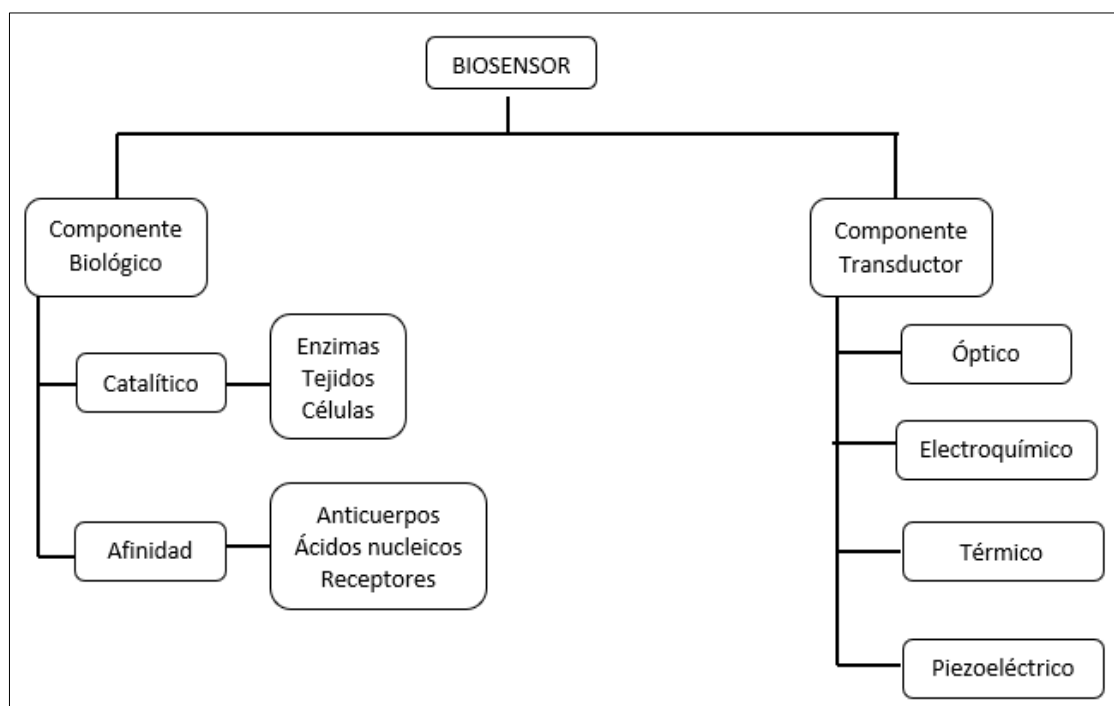 BIOSENSOR
Componente
Biológico
Catalítico
Enzimas
Tejidos
Células
Afinidad
Anticuerpos
Ácidos nucleicos
Receptores
Componente
Transductor
Óptico
Electroquímico
Térmico
Piezoeléctrico